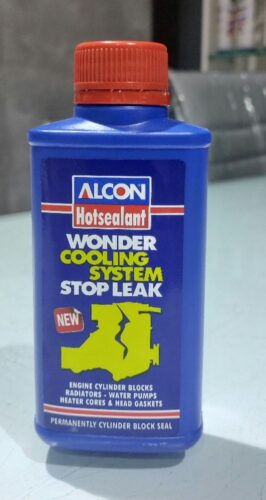 ALCON
Hotsealant
WONDER
COOLING
SYSTEM
STOP LEAK
NEW
ENGINE CYLINDER BLOCKS
RADIATORS - WATER PUMPS
HEATER CORES & HEAD GASKETS
PERMANENTLY CYLINDER BLOCK SEAL